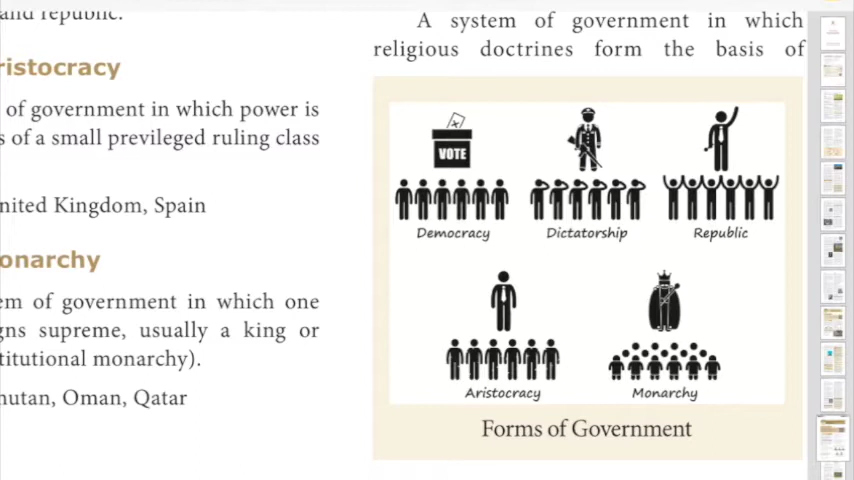 and republic.
ristocracy
of government in which power is
s of a small previleged ruling class
nited Kingdom, Spain
onarchy
em of government in which one
gns supreme, usually a king or
titutional monarchy).
hutan, Oman, Qatar
A system of government in which
religious doctrines form the basis of
VOTE
Democracy
Dictatorship
Republic
Aristocracy
Monarchy
Forms of Government